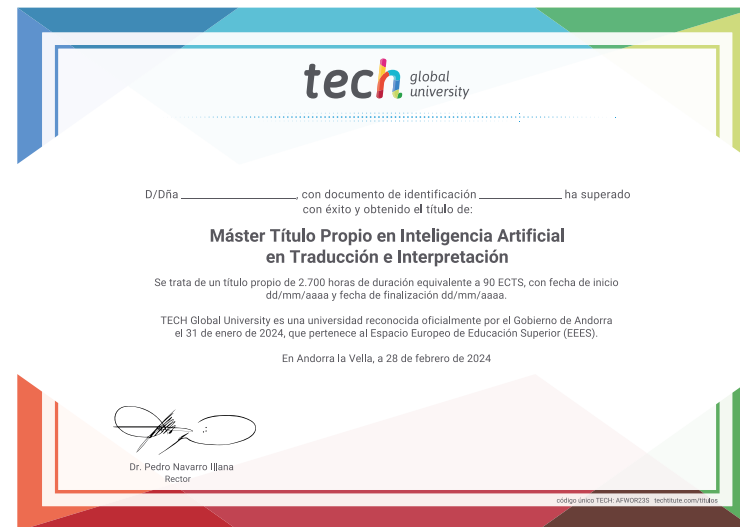 tech global university
D/Dña ____________________, con documento de identificación ______________ ha superado
con éxito y obtenido el título de:
Máster Título Propio en Inteligencia Artificial
en Traducción e Interpretación
Se trata de un título propio de 2.700 horas de duración equivalente a 90 ECTS, con fecha de inicio
dd/mm/aaaa y fecha de finalización dd/mm/aaaa.
TECH Global University es una universidad reconocida oficialmente por el Gobierno de Andorra
el 31 de enero de 2024, que pertenece al Espacio Europeo de Educación Superior (EEES).
En Andorra la Vella, a 28 de febrero de 2024
Dr. Pedro Navarro Illana
Rector
código único TECH: AFWOR23S techtitute.com/titulos